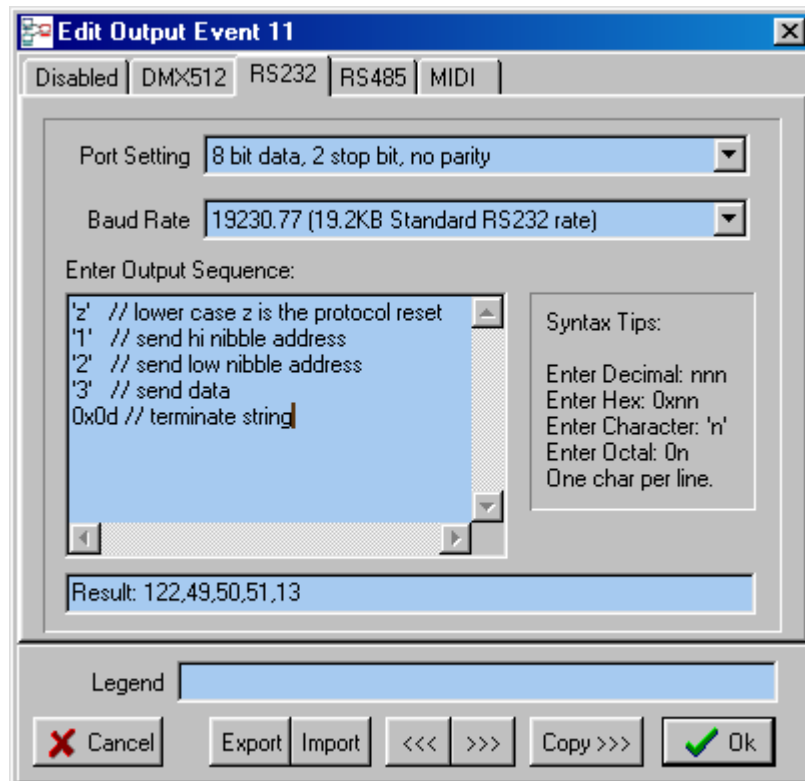 Edit Output Event 11
Disabled DMX512 RS232 RS485 MIDI
Port Setting 8 bit data, 2 stop bit, no parity
Baud Rate 19230.77 (19.2KB Standard RS232 rate)
Enter Output Sequence:
'z' // lower case z is the protocol reset
'1' // send hi nibble address
'2' // send low nibble address
'3' // send data
0x0d // terminate string
Syntax Tips:
Enter Decimal: nnn
Enter Hex: 0xnn
Enter Character: 'n'
Enter Octal: 0n
One char per line.
Result: 122,49,50,51,13
Legend
Cancel Export Import <<< >>> Copy >>> Ok